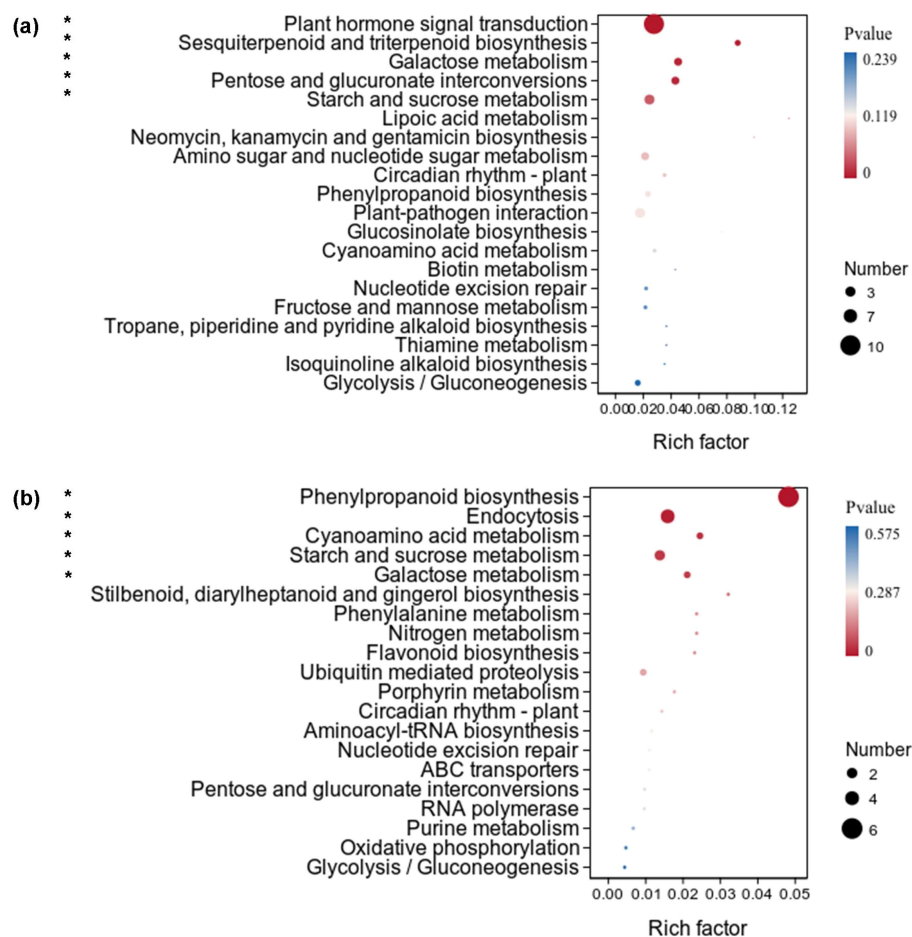 (a)
* Plant hormone signal transduction
* Sesquiterpenoid and triterpenoid biosynthesis
* Galactose metabolism
* Pentose and glucuronate interconversions
* Starch and sucrose metabolism
Lipoic acid metabolism
Neomycin, kanamycin and gentamicin biosynthesis
Amino sugar and nucleotide sugar metabolism
Circadian rhythm - plant
Phenylpropanoid biosynthesis
Plant-pathogen interaction
Glucosinolate biosynthesis
Cyanoamino acid metabolism
Biotin metabolism
Nucleotide excision repair
Fructose and mannose metabolism
Tropane, piperidine and pyridine alkaloid biosynthesis
Thiamine metabolism
Isoquinoline alkaloid biosynthesis
Glycolysis / Gluconeogenesis
0.00 0.02 0.04 0.06 0.08 0.10 0.12
Rich factor
Pvalue
0.239
0.119
0
Number
3
7
10
(b)
* Phenylpropanoid biosynthesis
* Endocytosis
* Cyanoamino acid metabolism
* Starch and sucrose metabolism
* Galactose metabolism
Stilbenoid, diarylheptanoid and gingerol biosynthesis
Phenylalanine metabolism
Nitrogen metabolism
Flavonoid biosynthesis
Ubiquitin mediated proteolysis
Porphyrin metabolism
Circadian rhythm - plant
Aminoacyl-tRNA biosynthesis
Nucleotide excision repair
ABC transporters
Pentose and glucuronate interconversions
RNA polymerase
Purine metabolism
Oxidative phosphorylation
Glycolysis / Gluconeogenesis
0.00 0.01 0.02 0.03 0.04 0.05
Rich factor
Pvalue
0.575
0.287
0
Number
2
4
6